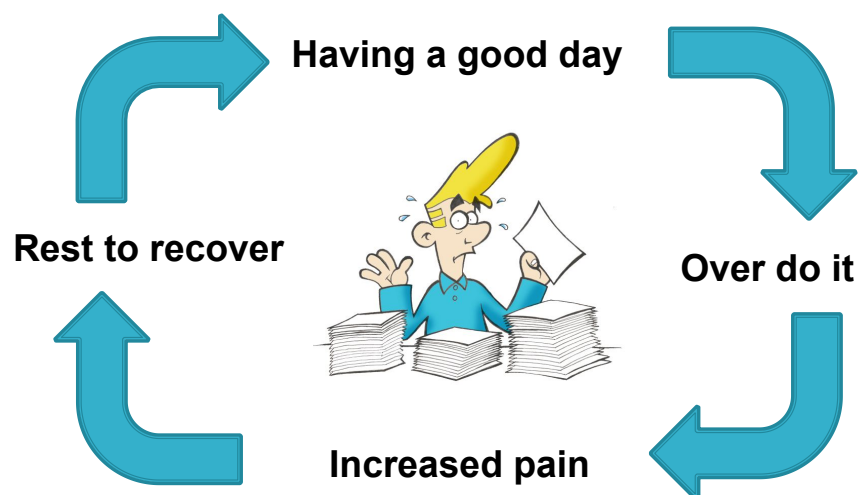 Having a good day
Over do it
Increased pain
Rest to recover